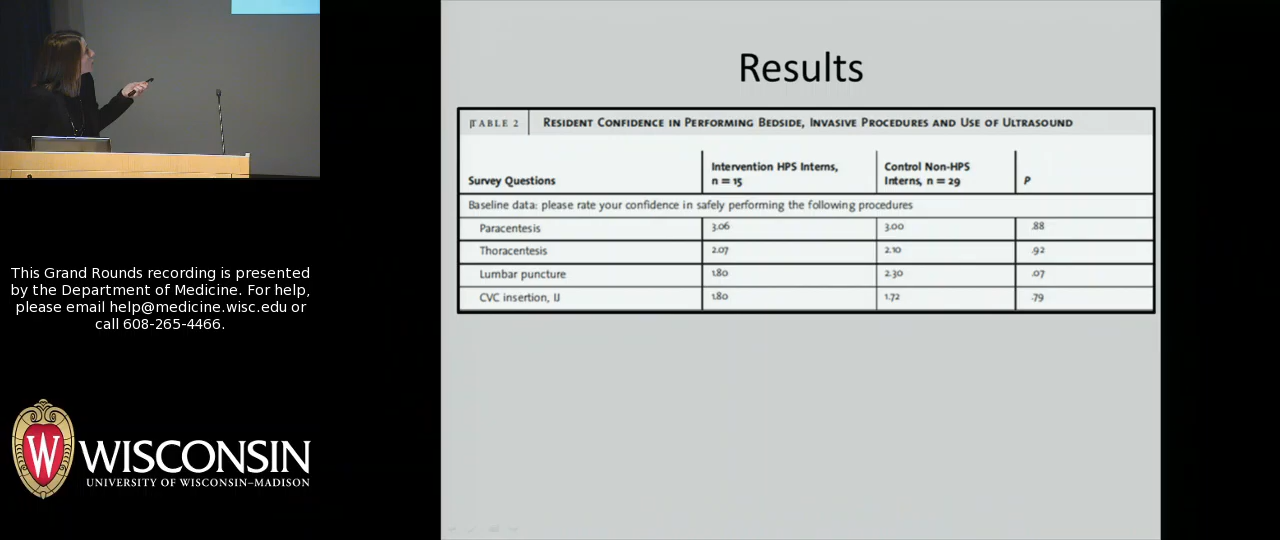 Results
TABLE 2 RESIDENT CONFIDENCE IN PERFORMING BEDSIDE, INVASIVE PROCEDURES AND USE OF ULTRASOUND
Survey Questions Intervention HPS Interns, n = 15 Control Non-HPS Interns, n = 29 P
Baseline data: please rate your confidence in safely performing the following procedures
Paracentesis 3.06 3.00 .88
Thoracentesis 2.07 2.10 .92
Lumbar puncture 1.80 2.30 .07
CVC insertion, IJ 1.80 1.72 .79
This Grand Rounds recording is presented
by the Department of Medicine. For help,
please email help@medicine.wisc.edu or
call 608-265-4466.
W
WISCONSIN
UNIVERSITY OF WISCONSIN–MADISON